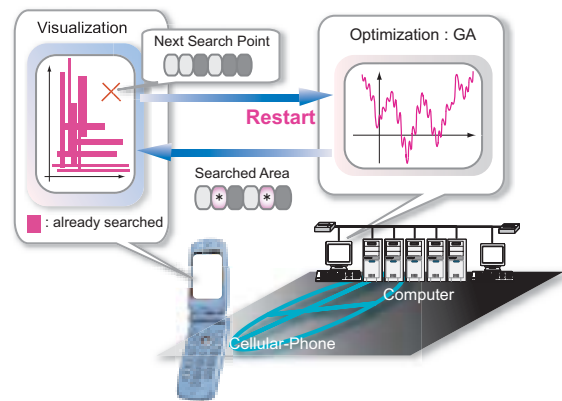 Visualization
Next Search Point
Optimization : GA
Restart
Searched Area
* *
: already searched
Computer
Cellular-Phone